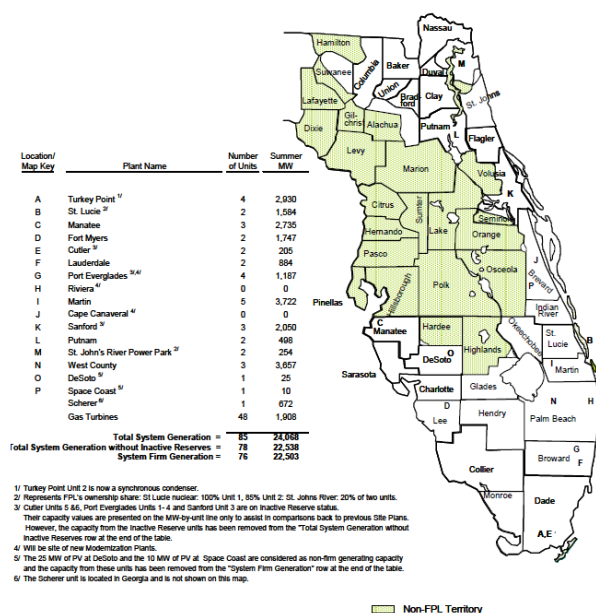 Location/ Number Summer
Map Key Plant Name of Units MW
A Turkey Point 1/ 4 2,930
B St. Lucie 2/ 2 1,584
C Manatee 3 2,735
D Fort Myers 2 1,747
E Cutler 3/ 2 205
F Lauderdale 2 884
G Port Everglades 3/,4/ 4 1,187
H Riviera 4/ 0 0
I Martin 5 3,722
J Cape Canaveral 4/ 0 0
K Sanford 3/ 3 2,050
L Putnam 2 498
M St. John's River Power Park 2/ 2 254
N West County 3 3,657
O DeSoto 5/ 1 25
P Space Coast 5/ 1 10
Scherer 6/ 1 672
Gas Turbines 48 1,908
Total System Generation = 85 24,068
Total System Generation without Inactive Reserves = 78 22,538
System Firm Generation = 76 22,503
1/ Turkey Point Unit 2 is now a synchronous condenser.
2/ Represents FPL's ownership share: St Lucie nuclear: 100% Unit 1, 85% Unit 2: St. Johns River: 20% of two units.
3/ Cutler Units 5 &6, Port Everglades Units 1- 4 and Sanford Unit 3 are on Inactive Reserve status.
Their capacity values are presented on the MW-by-unit line only to assist in comparisons back to previous Site Plans.
However, the capacity from the Inactive Reserve units has been removed from the "Total System Generation without
Inactive Reserves row at the end of the table.
4/ Will be site of new Modernization Plants.
5/ The 25 MW of PV at DeSoto and the 10 MW of PV at Space Coast are considered as non-firm generating capacity
and the capacity from these units has been removed from the "System Firm Generation" row at the end of the table.
6/ The Scherer unit is located in Georgia and is not shown on this map.
Nassau
Hamilton
M
Baker
Duval
Columbia
Suwanee
Union
Brad-
ford
Clay
St. Johns
Lafayette
Gil-
christ
Alachua
Putnam
L
Dixie
Flagler
Levy
Marion
Volusia
K
Citrus
Sumter
Lake
Seminole
Hernando
Orange
Pasco
J
Osceola
P
Brevard
Polk
Hillsborough
Pinellas
Indian
River
C
Manatee
Hardee
Okeechobee
St.
Lucie
B
O
DeSoto
Highlands
I
Martin
Sarasota
Charlotte
Glades
N
H
D
Lee
Hendry
Palm Beach
G
Broward
F
Collier
Monroe
Dade
A,E
Non-FPL Territory